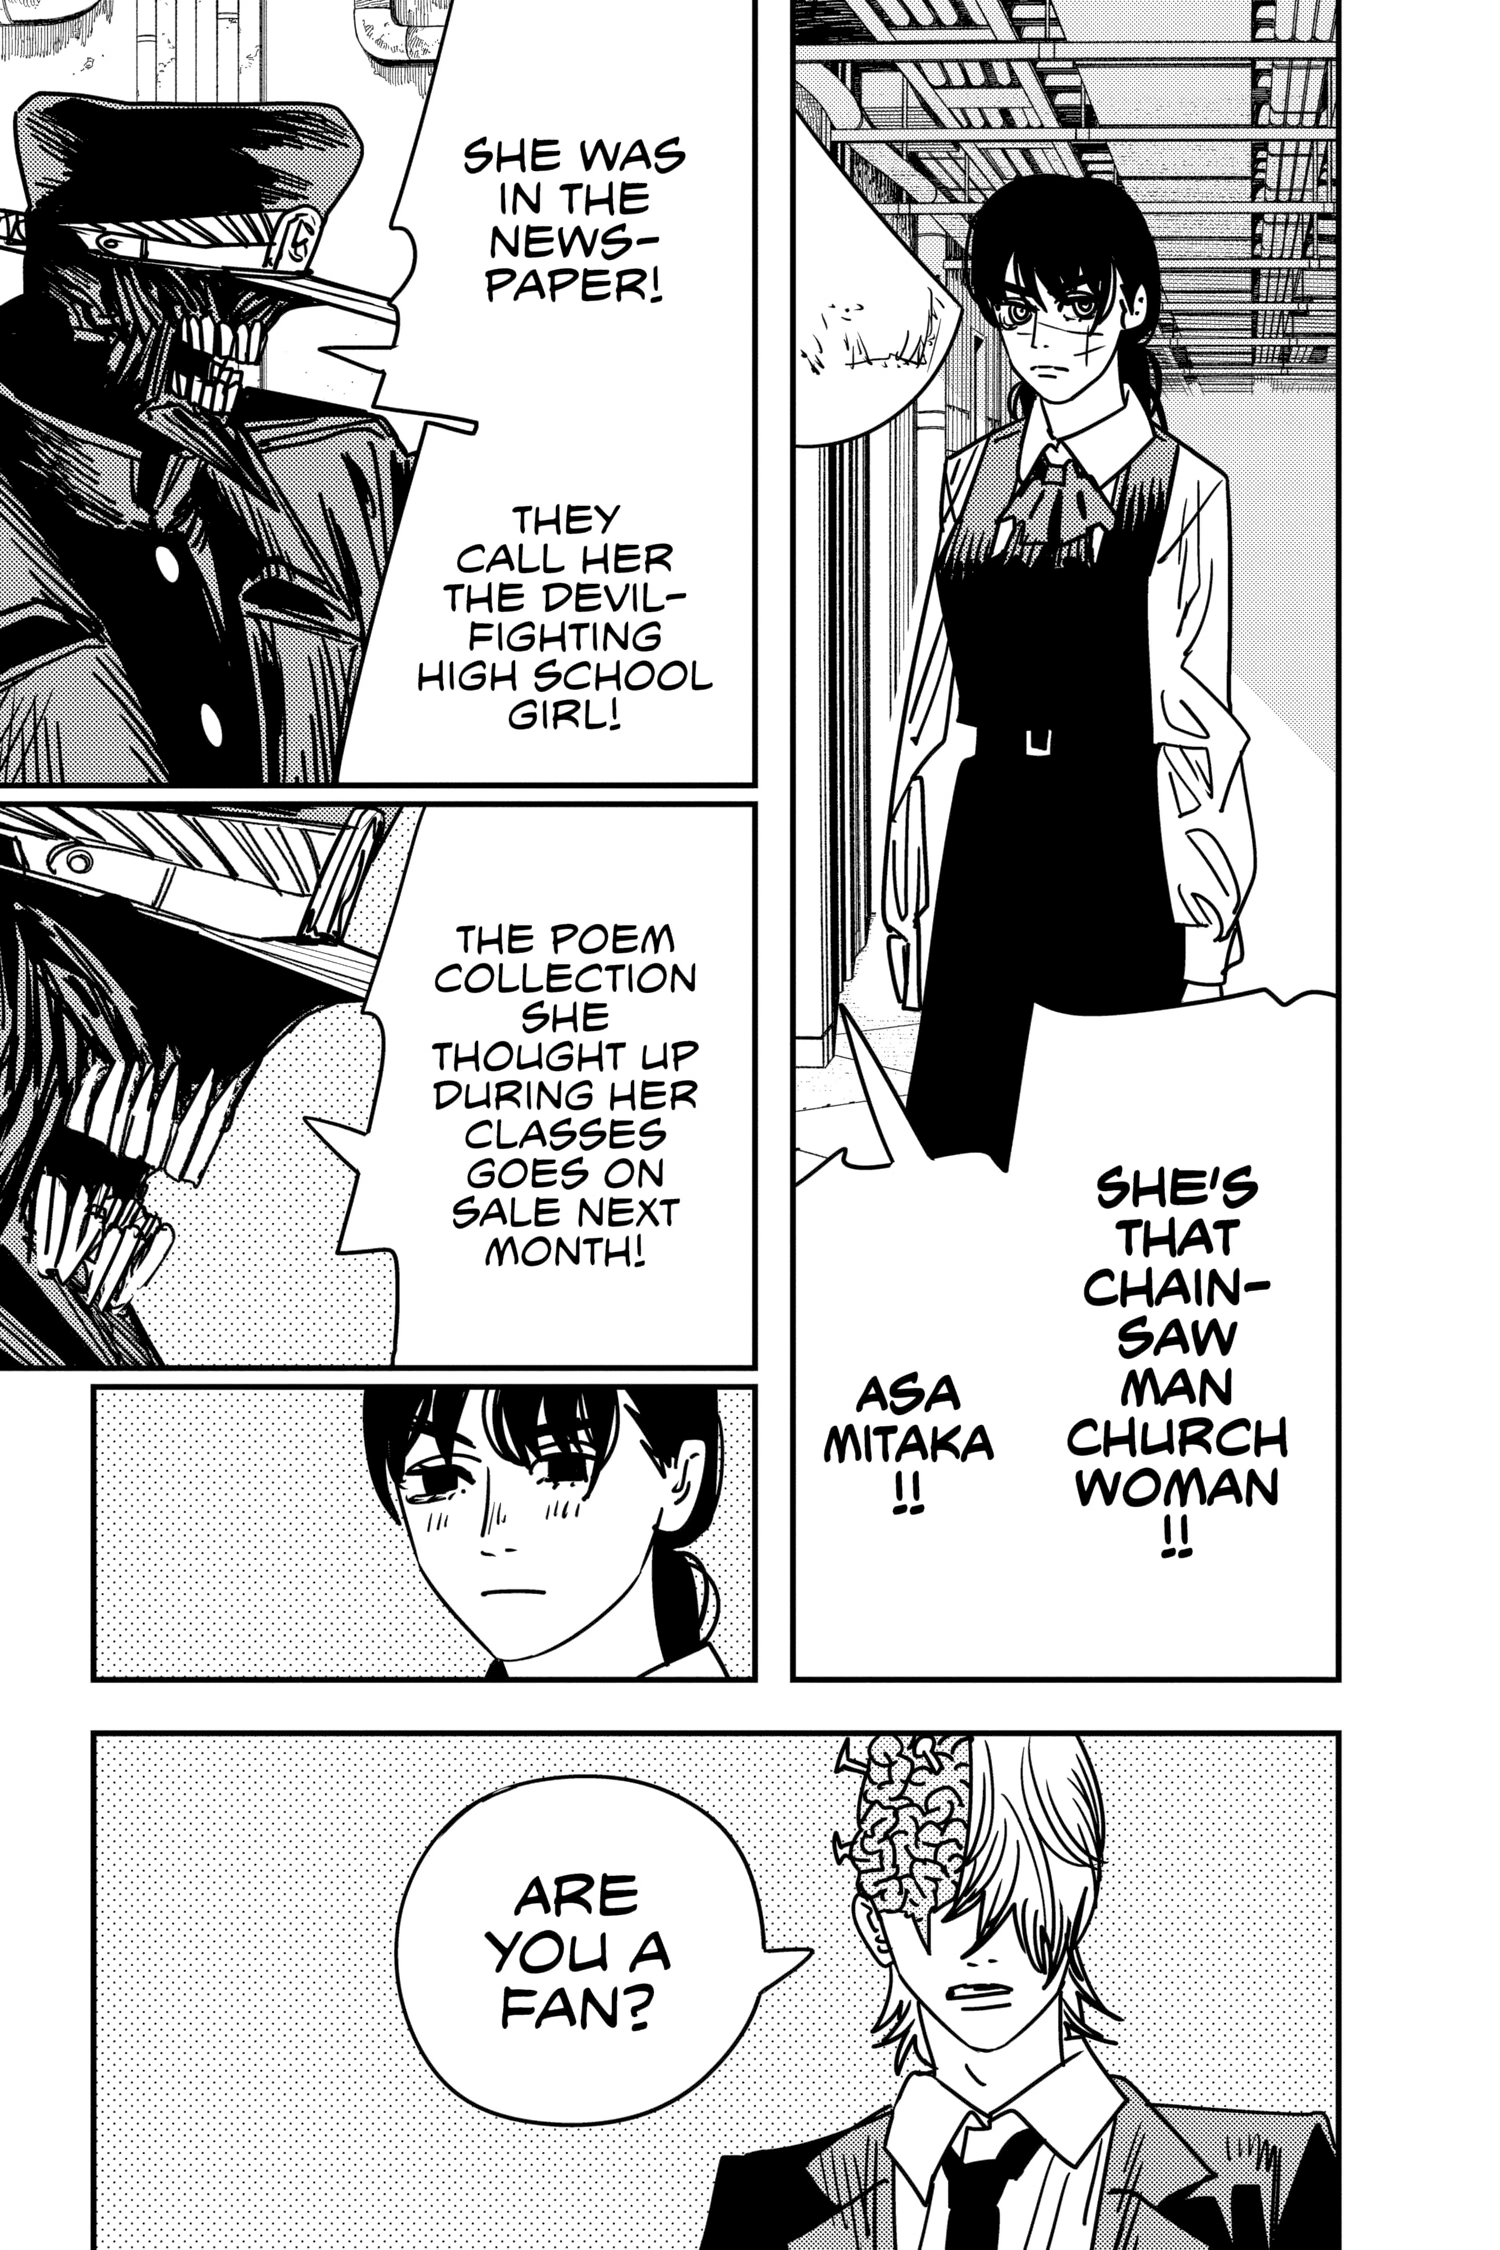 SHE'S
THAT
CHAIN-
SAW
MAN
CHURCH
WOMAN
!!
ASA
MITAKA
!!
SHE WAS
IN THE
NEWS-
PAPER!
THEY
CALL HER
THE DEVIL-
FIGHTING
HIGH SCHOOL
GIRL!
THE POEM
COLLECTION
SHE
THOUGHT UP
DURING HER
CLASSES
GOES ON
SALE NEXT
MONTH!
ARE
YOU A
FAN?